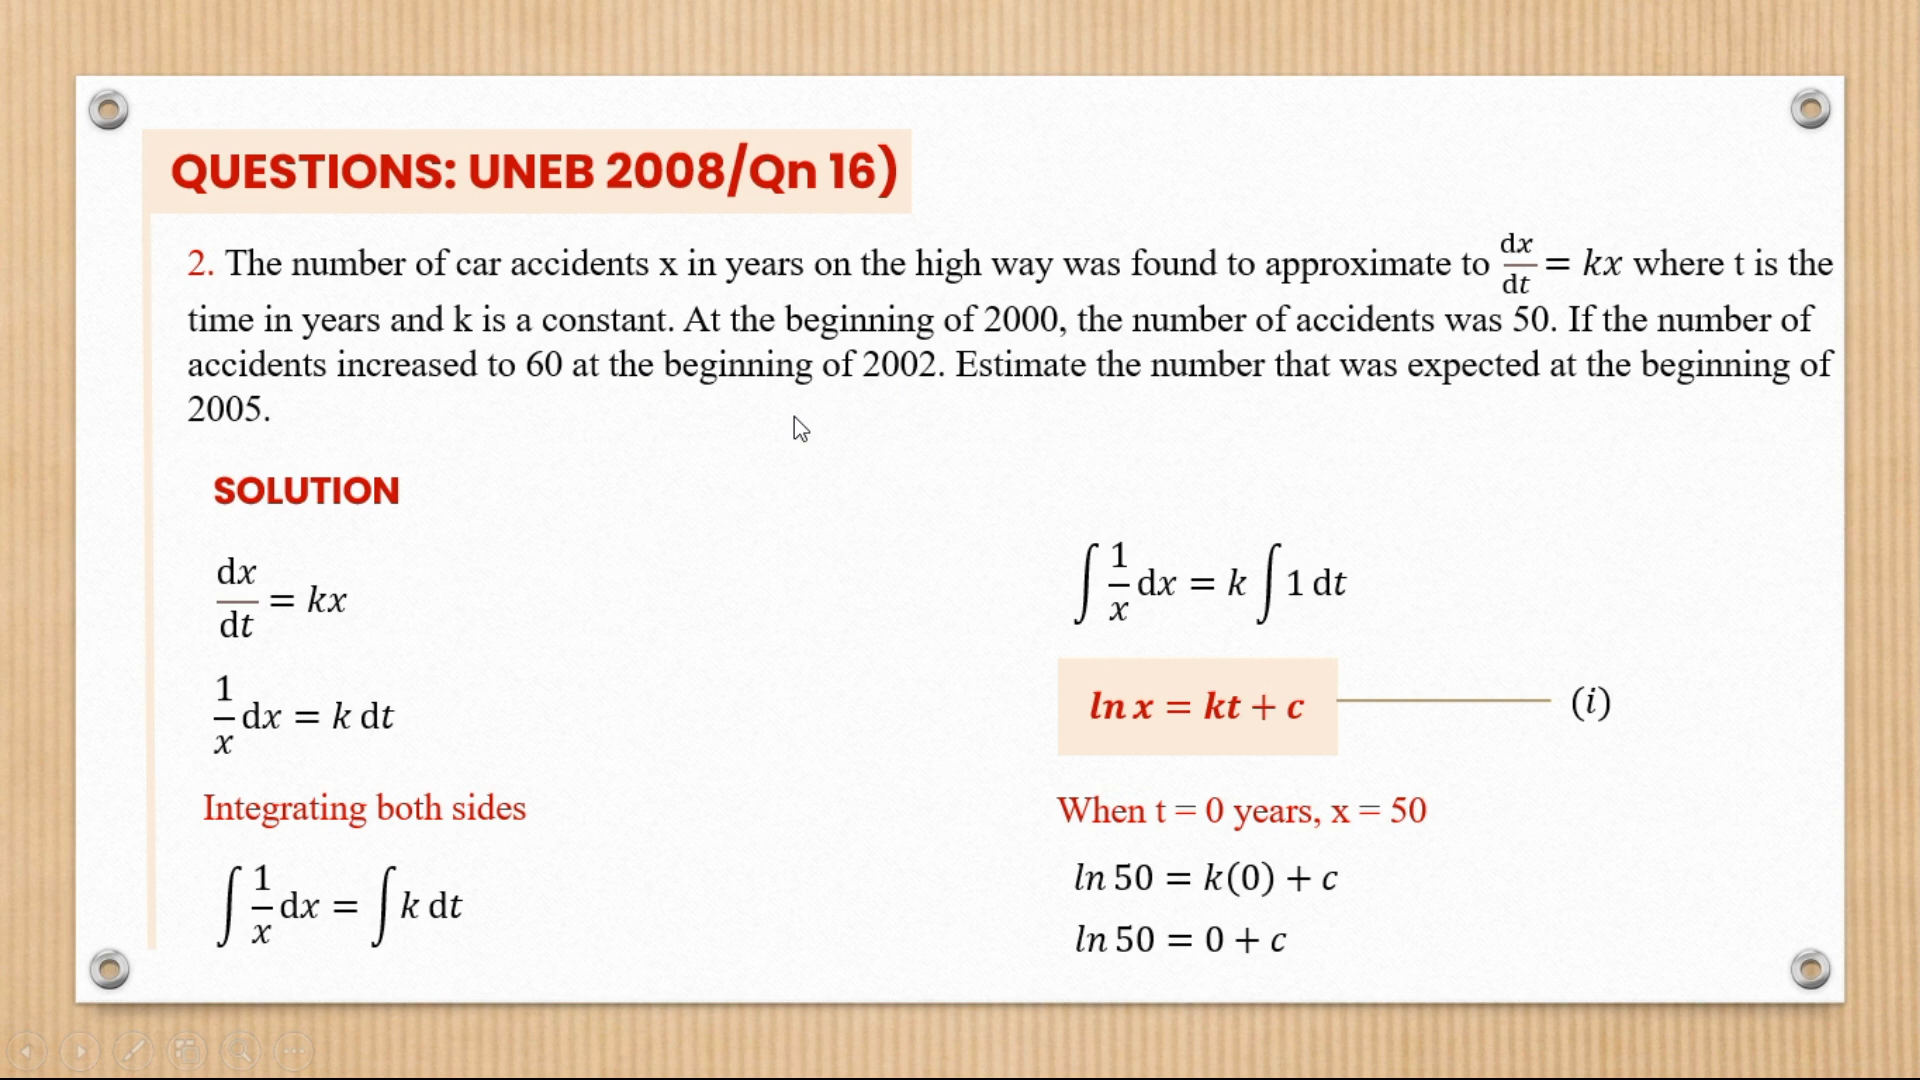 QUESTIONS: UNEB 2008/Qn 16)
2. The number of car accidents x in years on the high way was found to approximate to dx/dt = kx where t is the
time in years and k is a constant. At the beginning of 2000, the number of accidents was 50. If the number of
accidents increased to 60 at the beginning of 2002. Estimate the number that was expected at the beginning of
2005.
SOLUTION
dx/dt = kx
1/x dx = k dt
Integrating both sides
∫ 1/x dx = ∫ k dt
∫ 1/x dx = k ∫ 1 dt
ln x = kt + c (i)
When t = 0 years, x = 50
ln 50 = k(0) + c
ln 50 = 0 + c